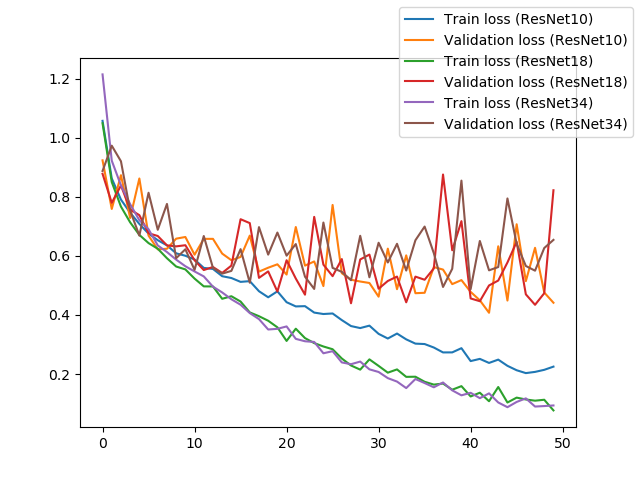 Train loss (ResNet10)
Validation loss (ResNet10)
Train loss (ResNet18)
Validation loss (ResNet18)
Train loss (ResNet34)
Validation loss (ResNet34)
1.2
1.0
0.8
0.6
0.4
0.2
0 10 20 30 40 50